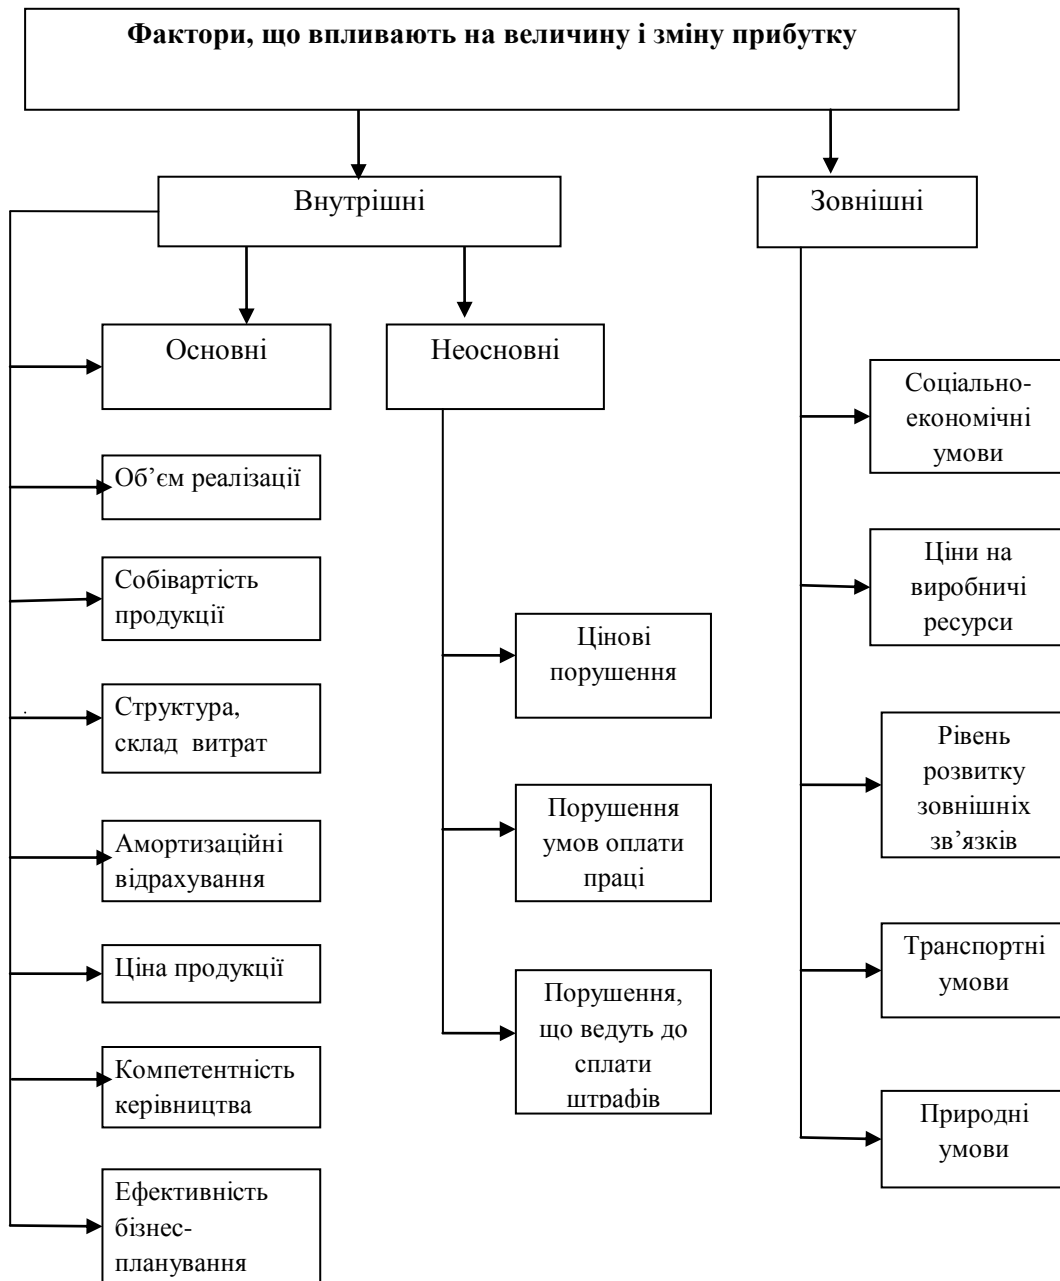 Фактори, що впливають на величину і зміну прибутку
Внутрішні
Зовнішні
Основні
Неосновні
Об’єм реалізації
Собівартість
продукції
Структура,
склад витрат
Амортизаційні
відрахування
Ціна продукції
Компетентність
керівництва
Ефективність
бізнес-
планування
Цінові
порушення
Порушення
умов оплати
праці
Порушення,
що ведуть до
сплати
штрафів
Соціально-
економічні
умови
Ціни на
виробничі
ресурси
Рівень
розвитку
зовнішніх
зв’язків
Транспортні
умови
Природні
умови